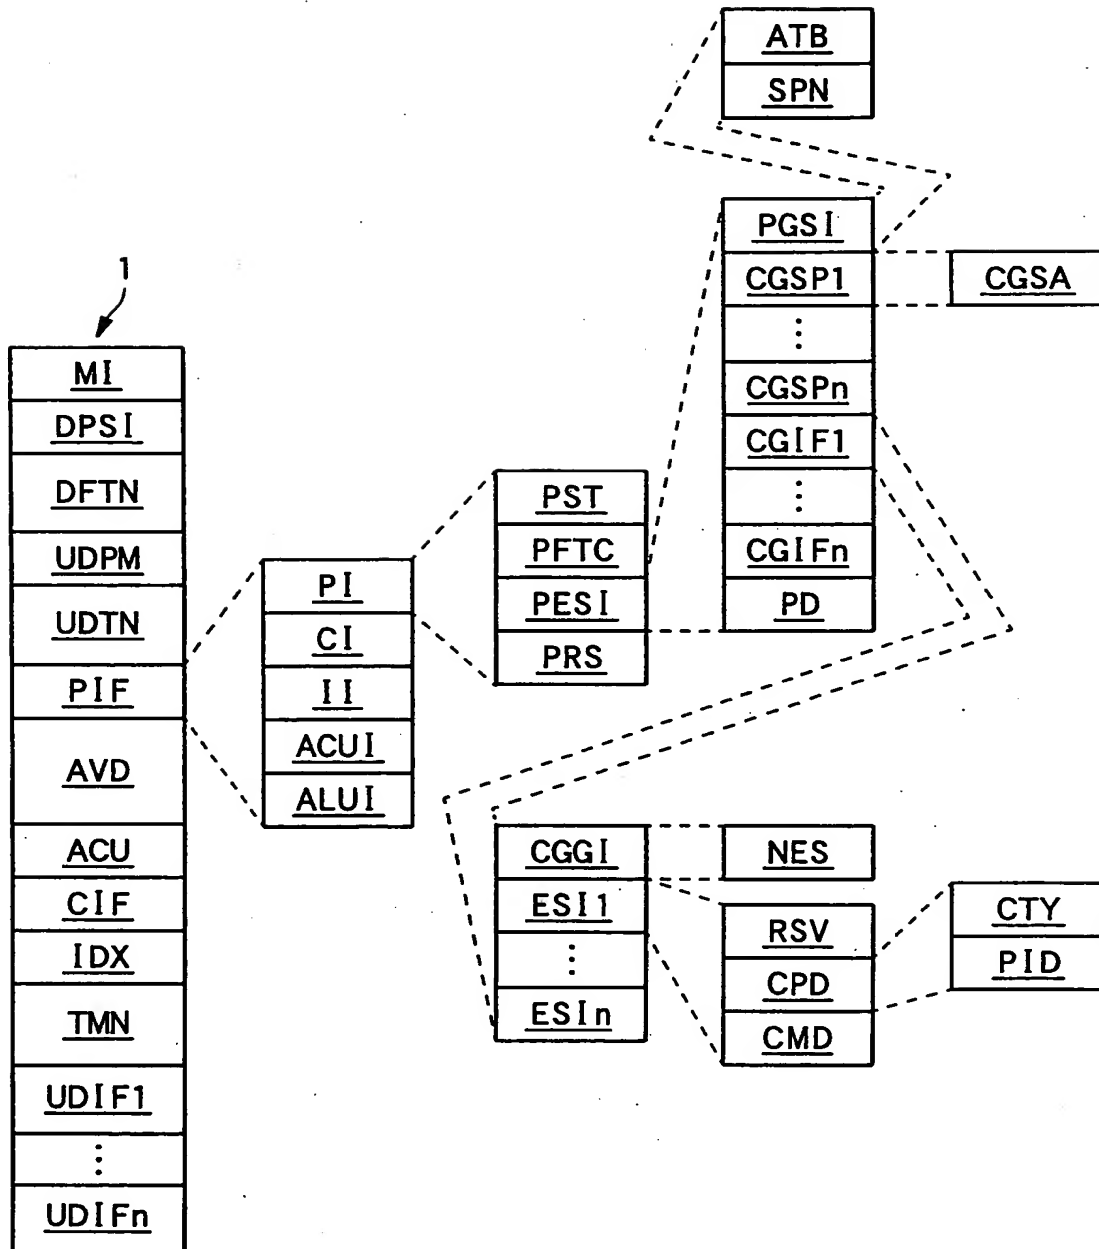 ATB
SPN
PGSI
CGSP1
⋮
CGSPn
CGIF1
⋮
CGIFn
PD
CGSA
1
MI
DPSI
DFTN
UDPM
UDTN
PIF
AVD
ACU
CIF
IDX
TMN
UDIF1
⋮
UDIFn
PI
CI
II
ACUI
ALUI
PST
PFTC
PESI
PRS
CGGI
ESI1
⋮
ESIn
NES
RSV
CPD
CMD
CTY
PID